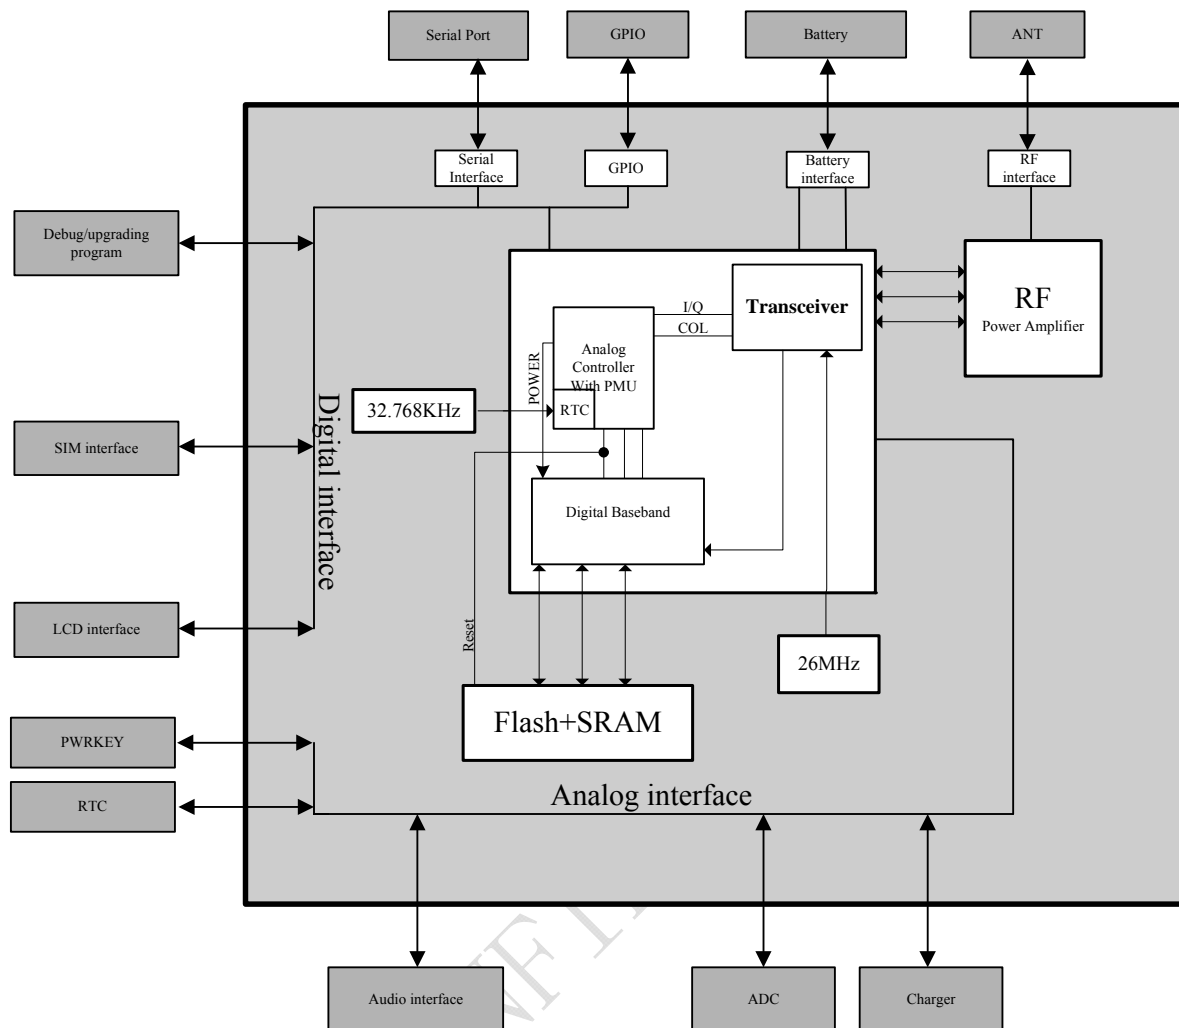 Serial Port
GPIO
Battery
ANT
Serial
Interface
GPIO
Battery
interface
RF
interface
Debug/upgrading
program
Transceiver
RF
Power Amplifier
I/Q
COL
Analog
Controller
With PMU
POWER
RTC
32.768KHz
Digital interface
SIM interface
Digital Baseband
LCD interface
Reset
26MHz
Flash+SRAM
PWRKEY
RTC
Analog interface
Audio interface
ADC
Charger